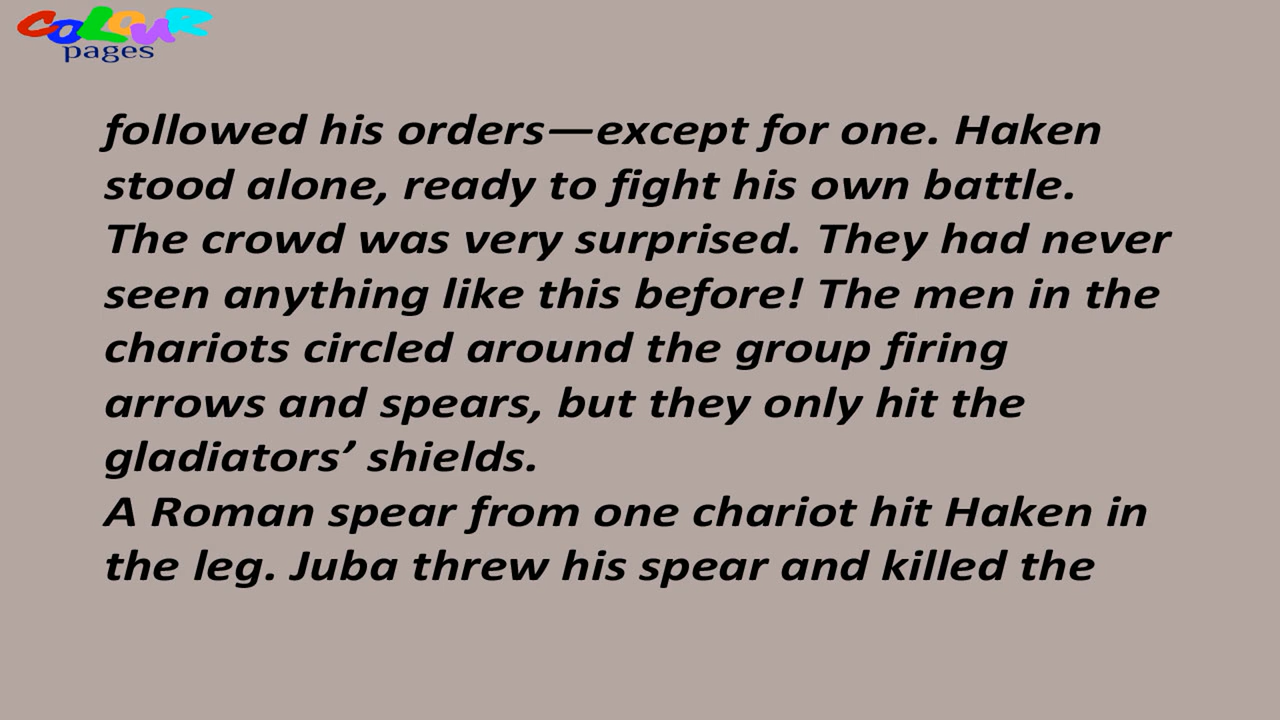 COLOUR
pages
followed his orders—except for one. Haken
stood alone, ready to fight his own battle.
The crowd was very surprised. They had never
seen anything like this before! The men in the
chariots circled around the group firing
arrows and spears, but they only hit the
gladiators’ shields.
A Roman spear from one chariot hit Haken in
the leg. Juba threw his spear and killed the